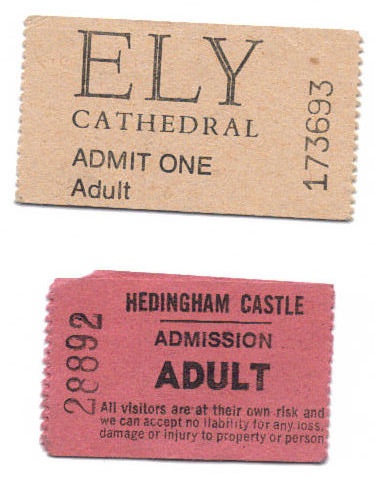 ELY
CATHEDRAL
ADMIT ONE
Adult
173693
28892
HEDINGHAM CASTLE
ADMISSION
ADULT
All visitors are at their own risk and
we can accept no liability for any loss,
damage or injury to property or person